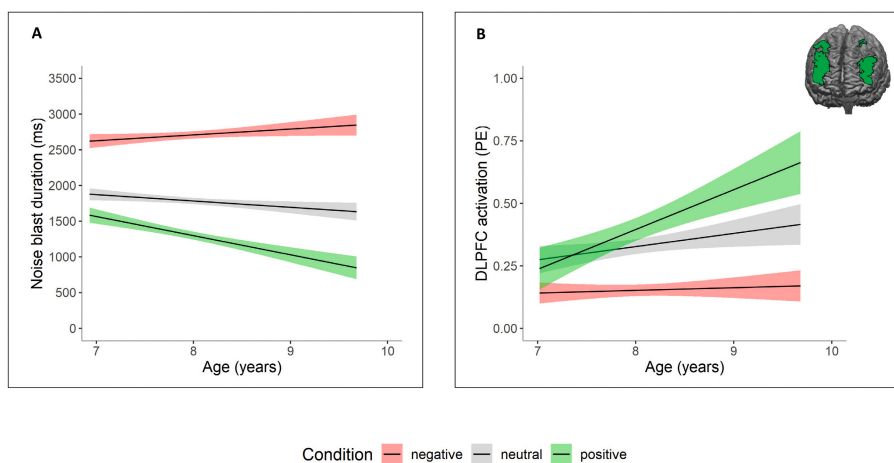 A
Noise blast duration (ms)
3500
3000
2500
2000
1500
1000
500
0
7 8 9 10
Age (years)
B
DLPFC activation (PE)
1.00
0.75
0.50
0.25
0.00
7 8 9 10
Age (years)
Condition negative neutral positive